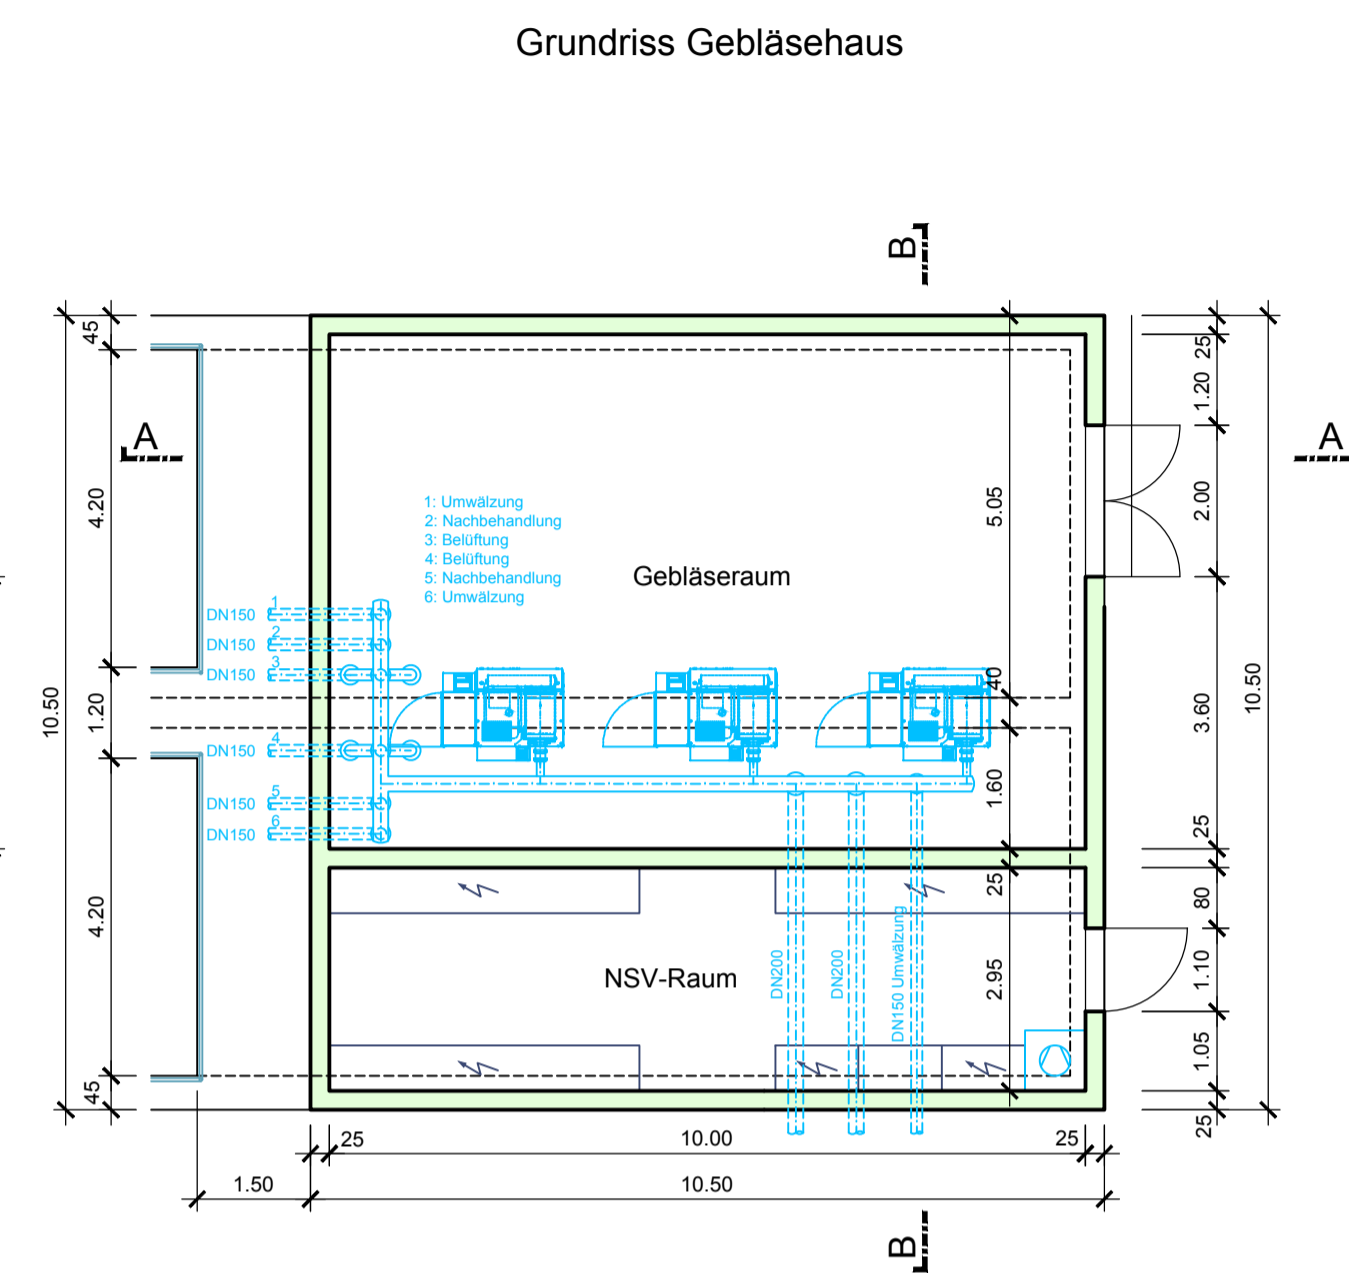 Grundriss Gebläsehaus
B
45
25
1.20
A
A
4.20
5.05
2.00
1: Umwälzung
2: Nachbehandlung
3: Belüftung
4: Belüftung
5: Nachbehandlung
6: Umwälzung
Gebläseraum
DN150 1
DN150 2
DN150 3
40
10.50
1.20
3.60
10.50
DN150 4
1.60
DN150 5
DN150 6
25
25
80
4.20
NSV-Raum
DN200
DN200
DN150 Umwälzung
2.95
1.10
1.05
45
25
25
10.00
25
1.50
10.50
B